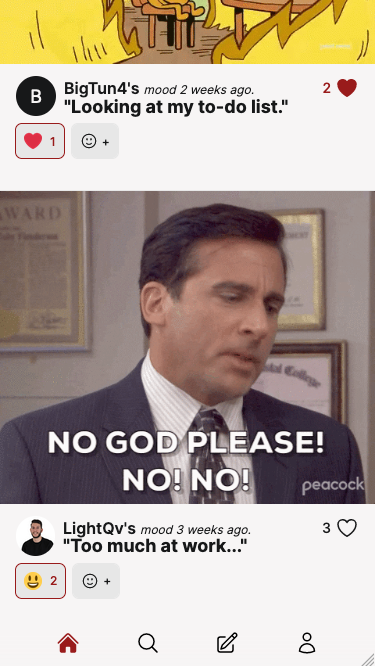 BigTun4's mood 2 weeks ago.
2
"Looking at my to-do list."
B
1
+
WARD
NO GOD PLEASE!
NO! NO!
peacock
LightQv's mood 3 weeks ago.
3
"Too much at work..."
2
+